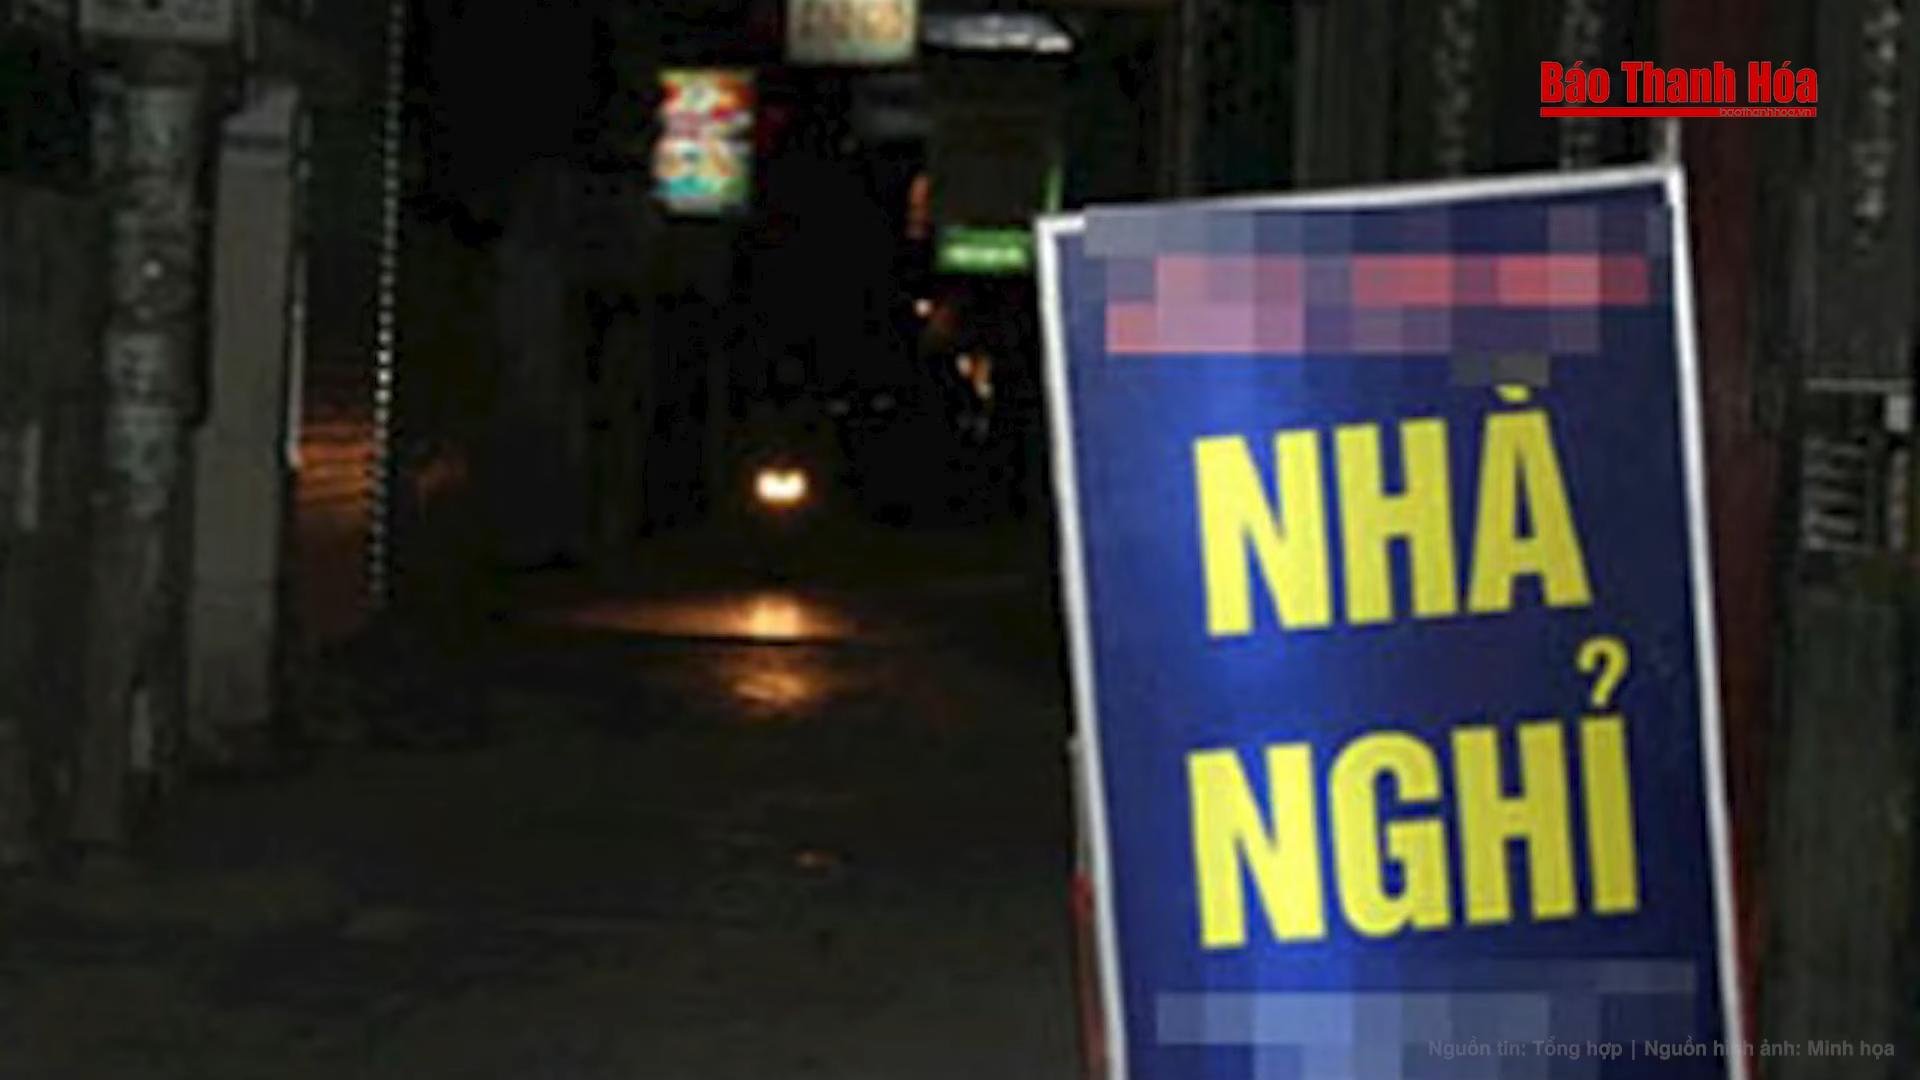 Báo Thanh Hóa
baothanhhoa.vn
NHÀ
NGHỈ
Nguồn tin: Tổng hợp | Nguồn hình ảnh: Minh họa